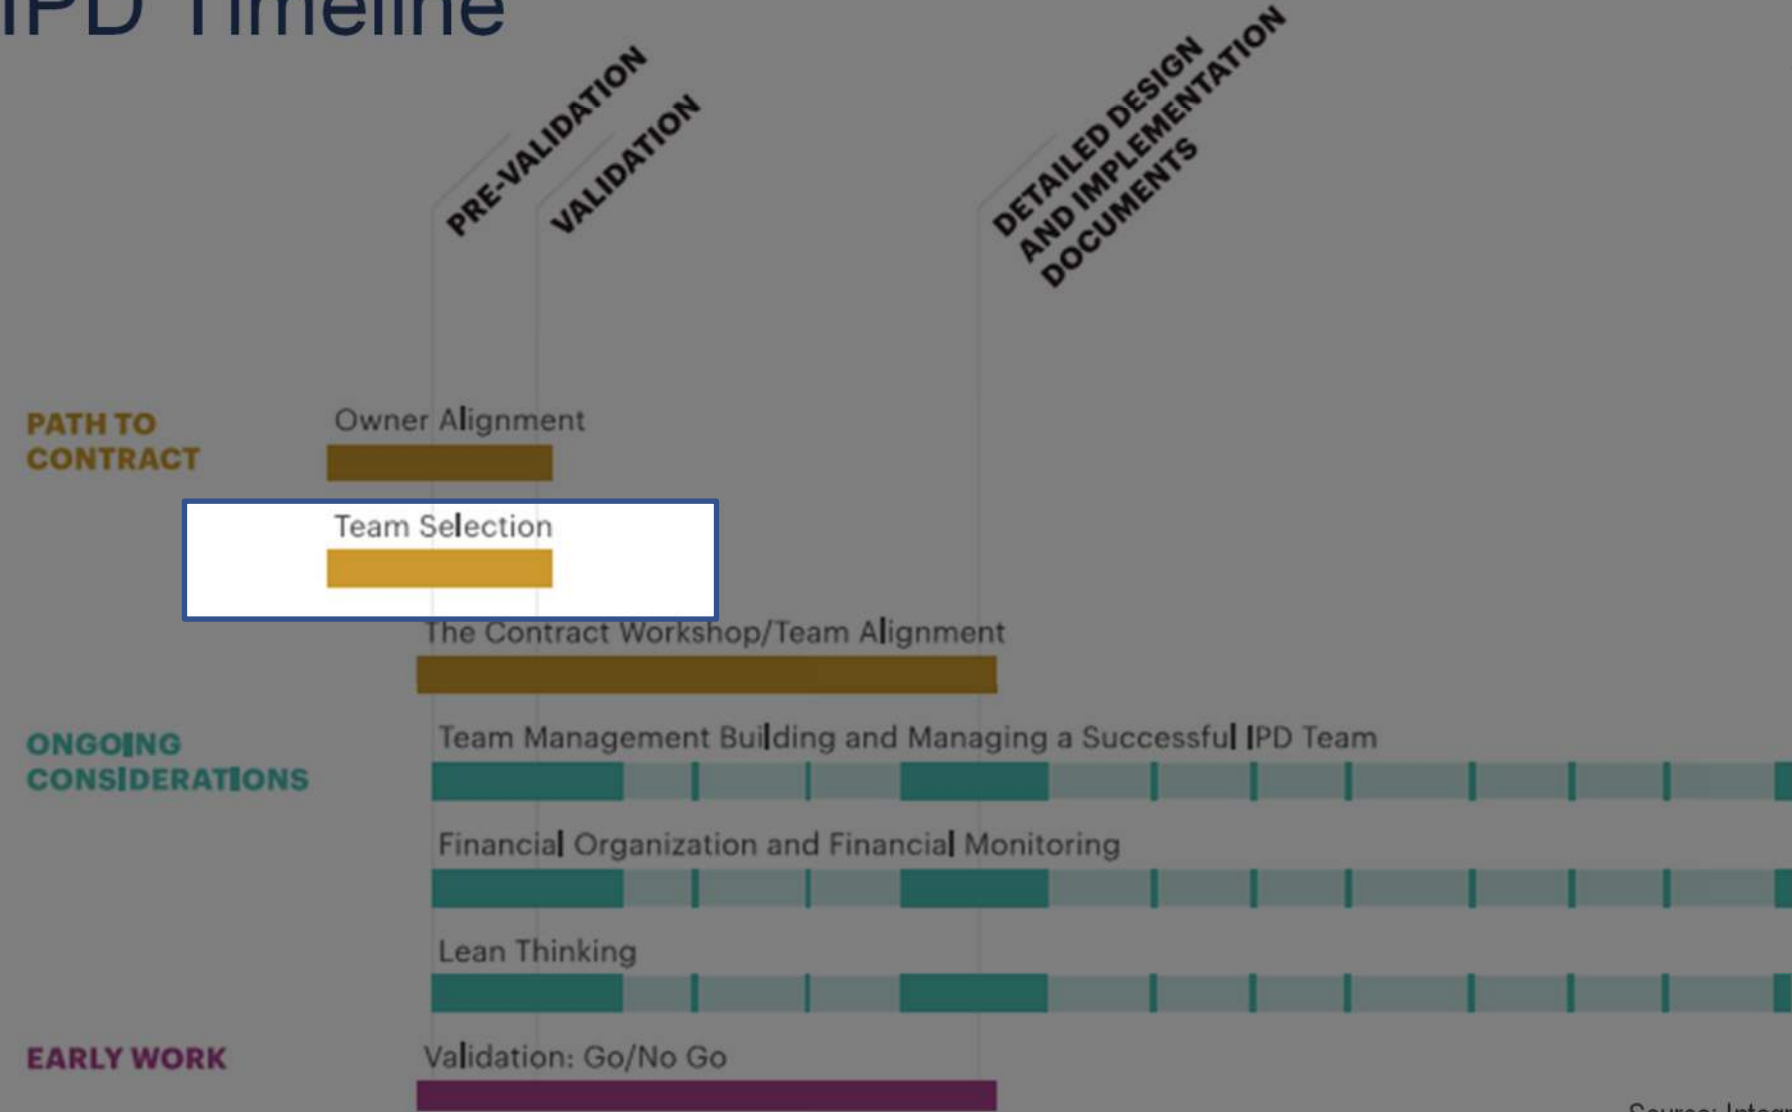 IPD Timeline
PRE-VALIDATION
VALIDATION
DETAILED DESIGN
AND IMPLEMENTATION
DOCUMENTS
PATH TO
CONTRACT
Owner Alignment
Team Selection
The Contract Workshop/Team Alignment
ONGOING
CONSIDERATIONS
Team Management Building and Managing a Successful IPD Team
Financial Organization and Financial Monitoring
Lean Thinking
EARLY WORK
Validation: Go/No Go